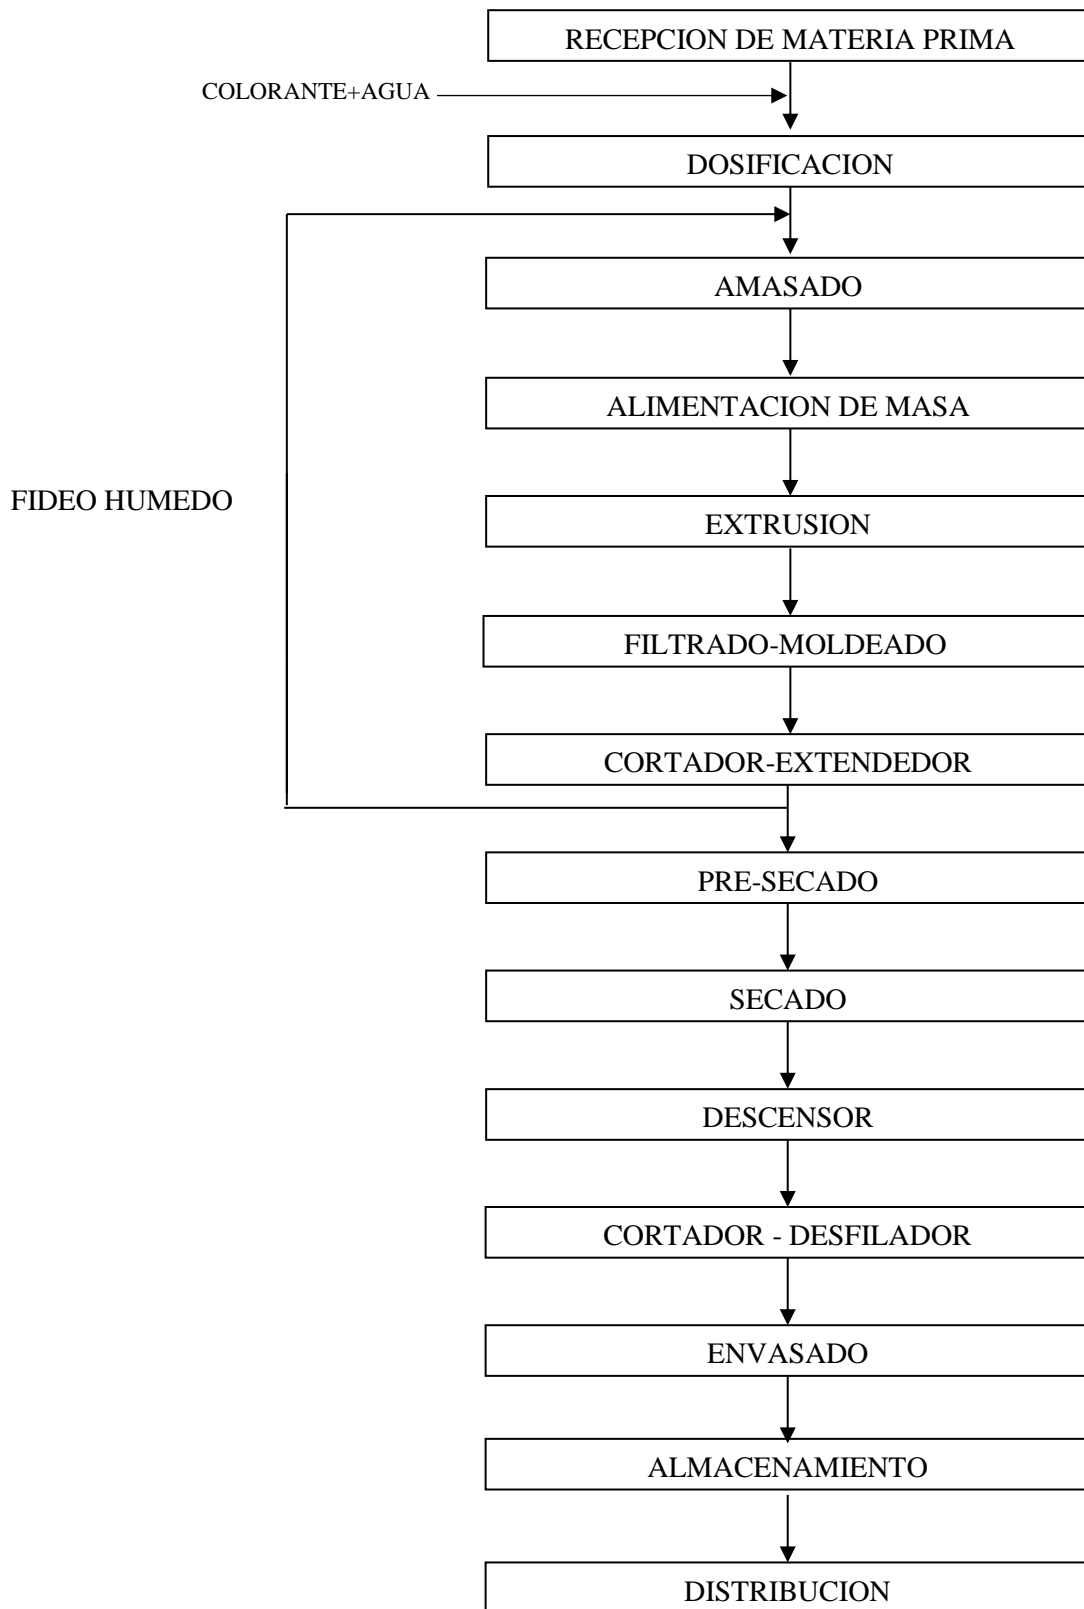 RECEPCION DE MATERIA PRIMA
COLORANTE+AGUA
DOSIFICACION
AMASADO
ALIMENTACION DE MASA
FIDEO HUMEDO
EXTRUSION
FILTRADO-MOLDEADO
CORTADOR-EXTENDEDOR
PRE-SECADO
SECADO
DESCENSOR
CORTADOR - DESFILADOR
ENVASADO
ALMACENAMIENTO
DISTRIBUCION